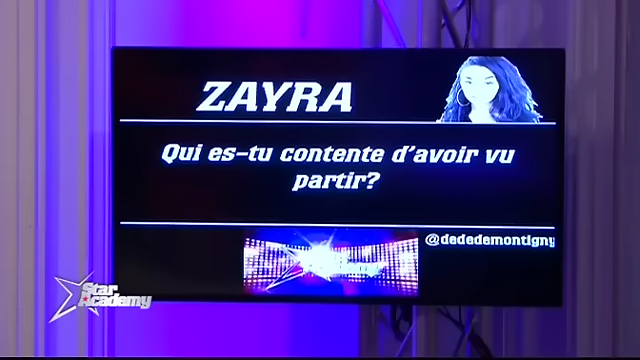 ZAYRA
Qui es-tu contente d'avoir vu
partir?
@dededemontigny
Star
Academy